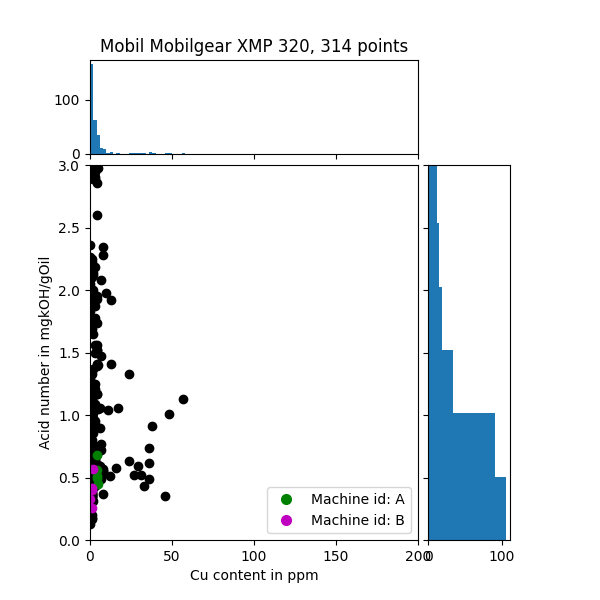 Mobil Mobilgear XMP 320, 314 points
100
0
3.0
2.5
2.0
1.5
1.0
0.5
0.0
Acid number in mgkOH/gOil
Machine id: A
Machine id: B
0 50 100 150 200 0 100
Cu content in ppm